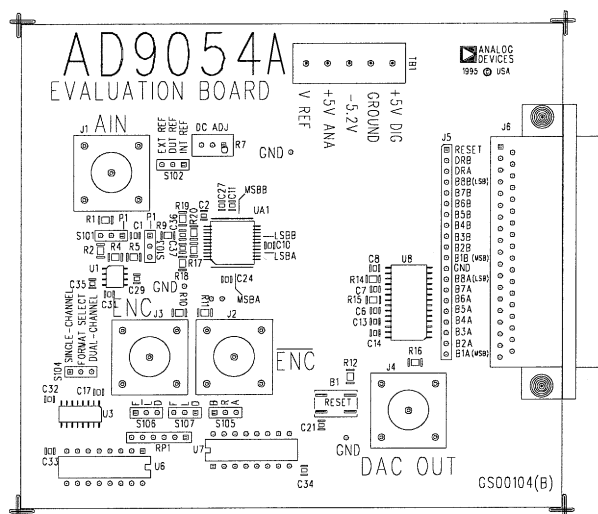 AD9054A
EVALUATION BOARD
ANALOG
DEVICES
1995 © USA
TB1
V REF
+5V ANA
-5.2V
GROUND
+5V DIG
J1
AIN
EXT REF
DUT REF
INT REF
S102
DC ADJ
R7
GND
J5
J6
RESET
DRB
DRA
B8B(LSB)
B7B
B6B
B5B
B4B
B3B
B2B
B1B(MSB)
GND
B8A(LSB)
B7A
B6A
B5A
B4A
B3A
B2A
B1A(MSB)
R1
P1
P1
S101
C1
R9
C36
R19
R20
C2
C27
C11
MSBB
UA1
LSBB
C10
LSBA
R2
R4
R5
S103
C37
R17
R18
C24
MSBA
U1
C35
C31
C29
GND
R10
R11
C8
R14
C7
R15
C6
C13
C14
U8
SINGLE-CHANNEL
FORMAT SELECT
DUAL-CHANNEL
S104
ENC
J3
J2
ENC
R12
B1
RESET
J4
R16
C32
C17
U3
S106
S107
S105
C21
GND
DAC OUT
RP1
C33
U6
U7
C34
GS00104(B)